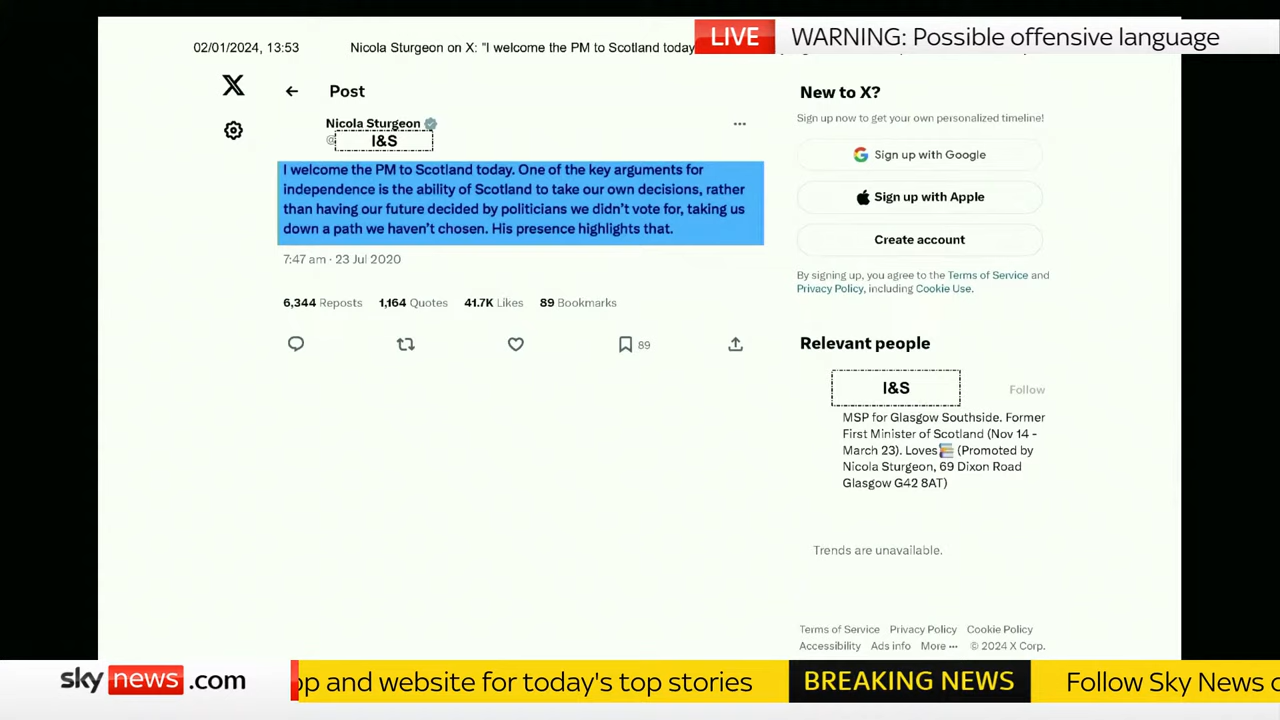 02/01/2024, 13:53
Nicola Sturgeon on X: "I welcome the PM to Scotland today
LIVE
WARNING: Possible offensive language
Post
Nicola Sturgeon
@
I&S
I welcome the PM to Scotland today. One of the key arguments for
independence is the ability of Scotland to take our own decisions, rather
than having our future decided by politicians we didn't vote for, taking us
down a path we haven't chosen. His presence highlights that.
7:47 am · 23 Jul 2020
6,344 Reposts 1,164 Quotes 41.7K Likes 89 Bookmarks
89
New to X?
Sign up now to get your own personalized timeline!
Sign up with Google
Sign up with Apple
Create account
By signing up, you agree to the Terms of Service and
Privacy Policy, including Cookie Use.
Relevant people
I&S
Follow
MSP for Glasgow Southside. Former
First Minister of Scotland (Nov 14 -
March 23). Loves📚 (Promoted by
Nicola Sturgeon, 69 Dixon Road
Glasgow G42 8AT)
Trends are unavailable.
Terms of Service Privacy Policy Cookie Policy
Accessibility Ads info More ··· © 2024 X Corp.
sky news .com
op and website for today's top stories
BREAKING NEWS
Follow Sky News o